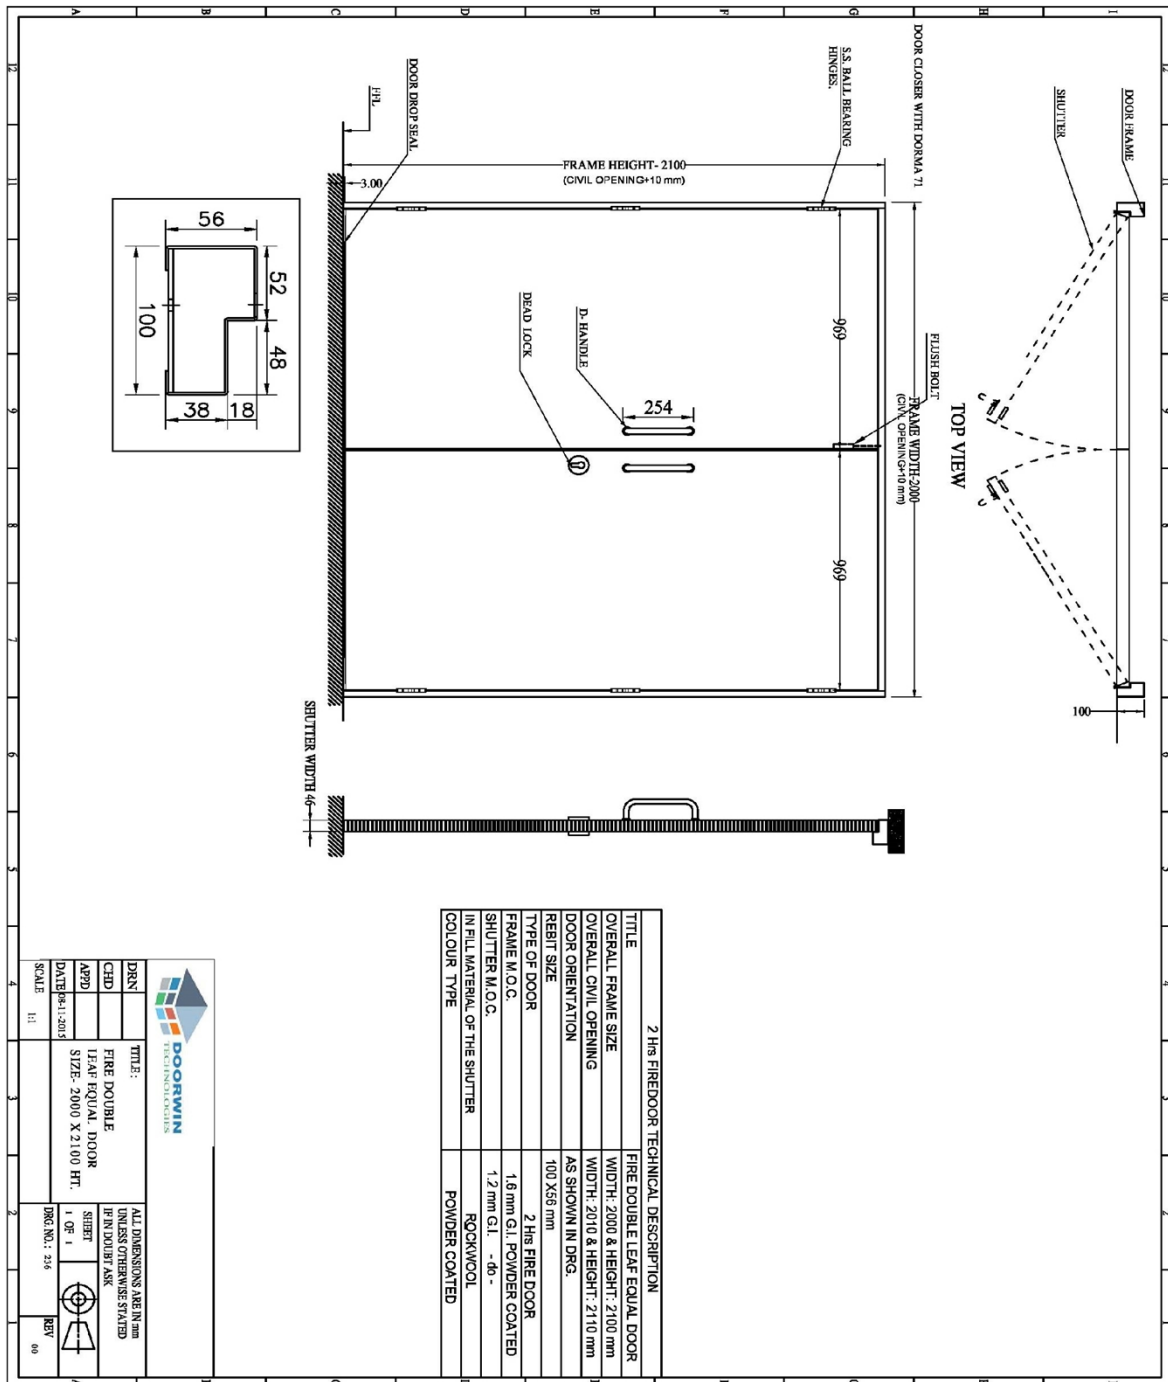 DOOR FRAME
SHUTTER
100
TOP VIEW
DOOR CLOSER WITH DORMA 71
FRAME WIDTH-2000
(CIVIL OPENING+10 mm)
S.S. BALL BEARING
HINGES.
FLUSH BOLT
969
969
FRAME HEIGHT- 2100
(CIVIL OPENING+10 mm)
254
D- HANDLE
DEAD LOCK
DOOR DROP SEAL
FFL
3.00
SHUTTER WIDTH 46
56
52
48
100
38
18
2 Hrs FIREDOOR TECHNICAL DESCRIPTION
TITLE FIRE DOUBLE LEAF EQUAL DOOR
OVERALL FRAME SIZE WIDTH: 2000 & HEIGHT: 2100 mm
OVERALL CIVIL OPENING WIDTH: 2010 & HEIGHT: 2110 mm
DOOR ORIENTATION AS SHOWN IN DRG.
REBIT SIZE 100 X56 mm
TYPE OF DOOR 2 Hrs FIRE DOOR
FRAME M.O.C. 1.6 mm G.I. POWDER COATED
SHUTTER M.O.C. 1.2 mm G.I. - do -
IN FILL MATERIAL OF THE SHUTTER ROCKWOOL
COLOUR TYPE POWDER COATED
DOORWIN
TECHNOLOGIES
DRN
CHD
APPD
DATE 08-11-2015
SCALE 1:1
TITLE :
FIRE DOUBLE
LEAF EQUAL DOOR
SIZE- 2000 X 2100 HT.
ALL DIMENSIONS ARE IN mm
UNLESS OTHERWISE STATED
IF IN DOUBT ASK
SHEET
1 OF 1
DRG.NO.: 236
REV
00